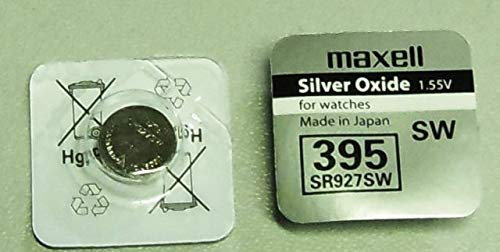 maxell
Silver Oxide 1.55V
for watches
Made in Japan
SW
395
SR927SW
Hg